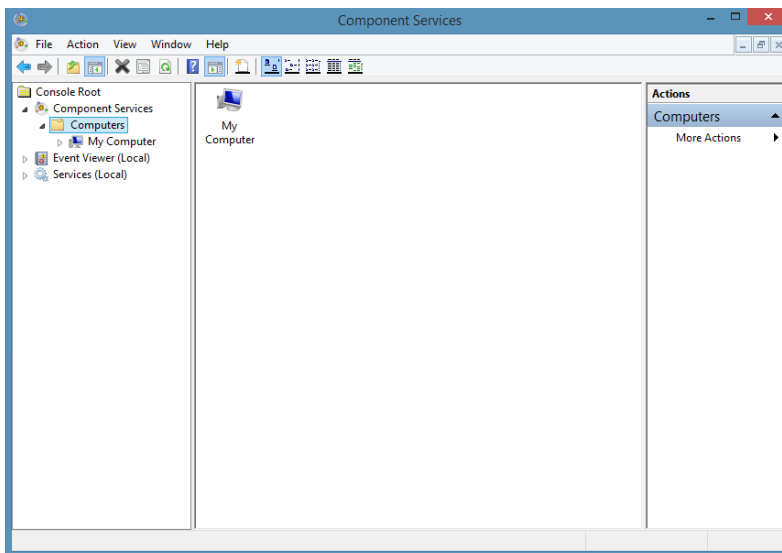 Component Services
File Action View Window Help
Console Root
Component Services
Computers
My Computer
Event Viewer (Local)
Services (Local)
My
Computer
Actions
Computers
More Actions